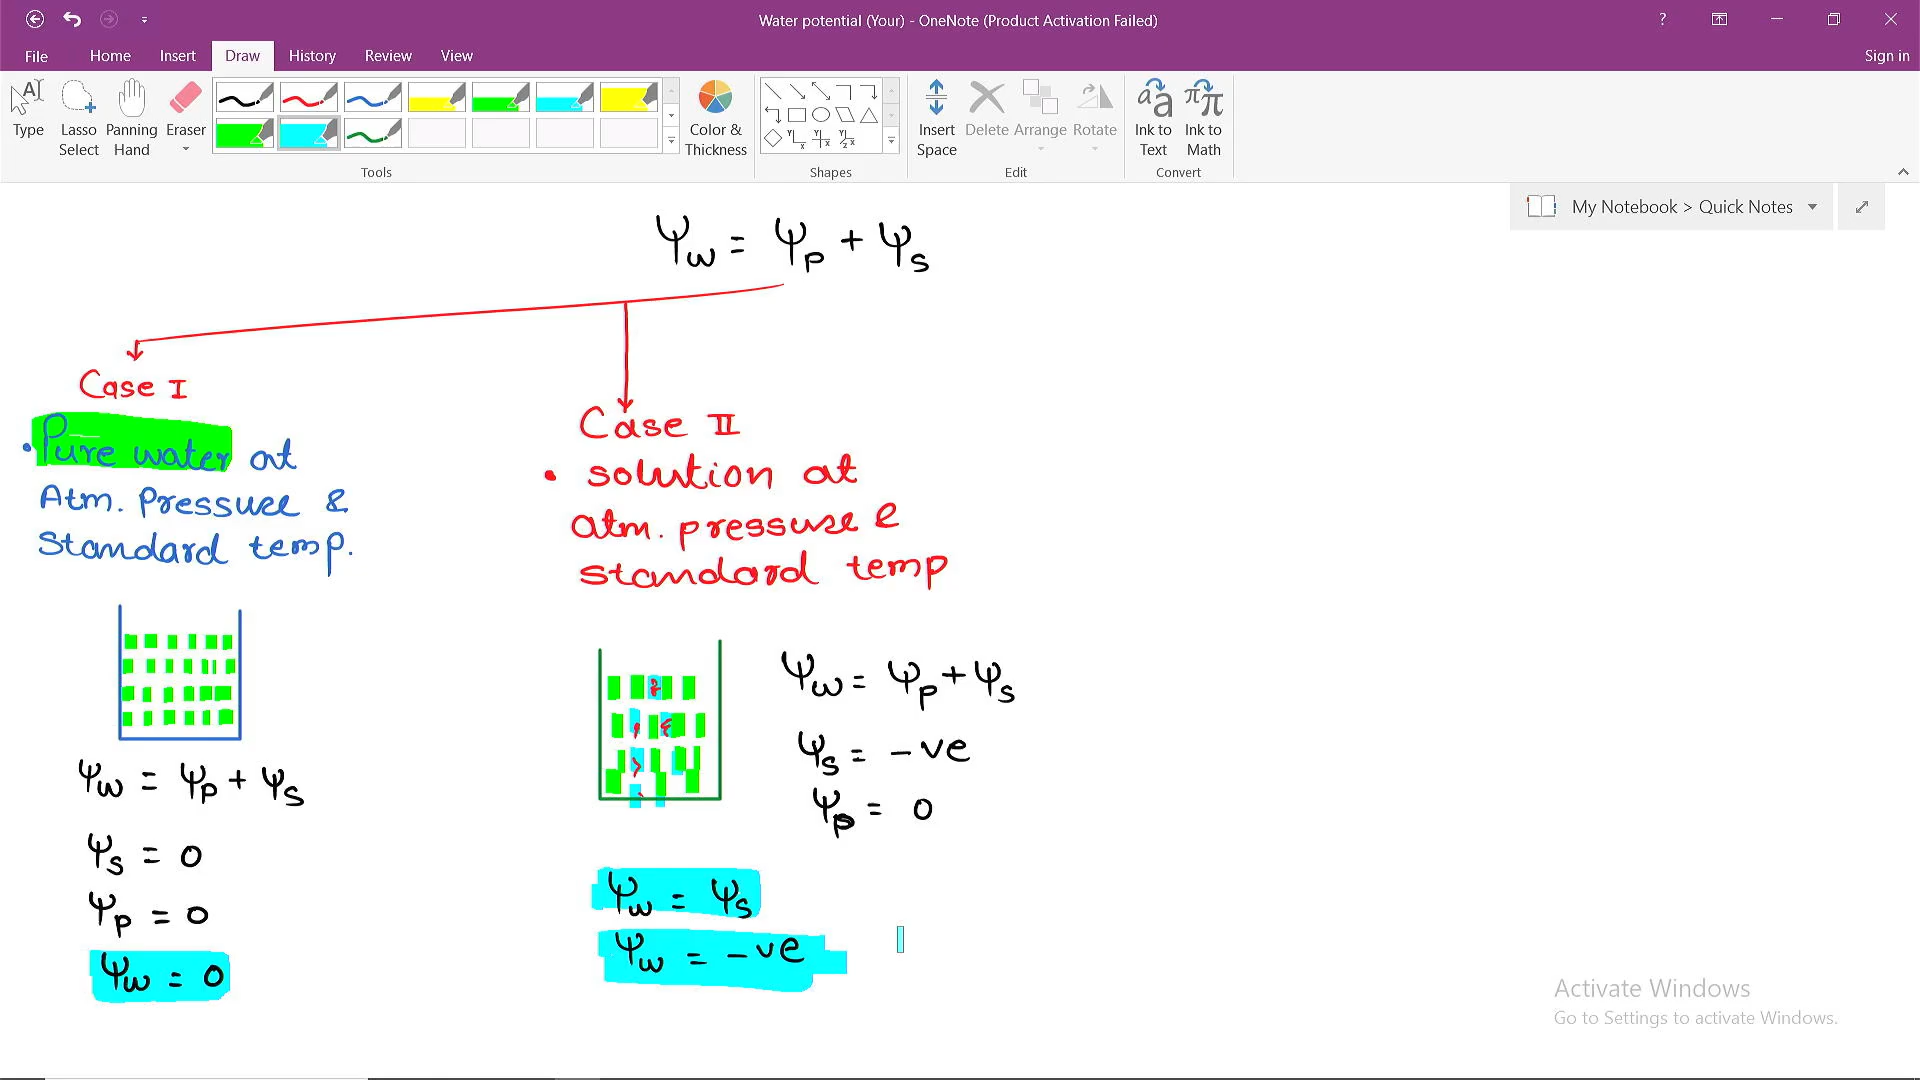 Water potential (Your) - OneNote (Product Activation Failed)
?
File Home Insert Draw History Review View
Sign in
Type
Lasso Select
Panning Hand
Eraser
Color & Thickness
Insert Space
Delete
Arrange
Rotate
Ink to Text
Ink to Math
Tools
Shapes
Edit
Convert
My Notebook > Quick Notes
Ψw = Ψp + Ψs
Case I
• Pure water at
Atm. Pressure &
Standard temp.
Ψw = Ψp + Ψs
Ψs = 0
Ψp = 0
Ψw = 0
Case II
• solution at
atm. pressure &
standard temp
Ψw = Ψp + Ψs
Ψs = -ve
Ψp = 0
Ψw = Ψs
Ψw = -ve
Activate Windows
Go to Settings to activate Windows.